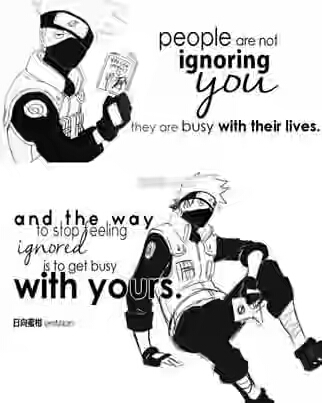 people are not
ignoring
you
they are busy with their lives.
and the way
to stop feeling
ignored
is to get busy
with yours.
日向蜜柑